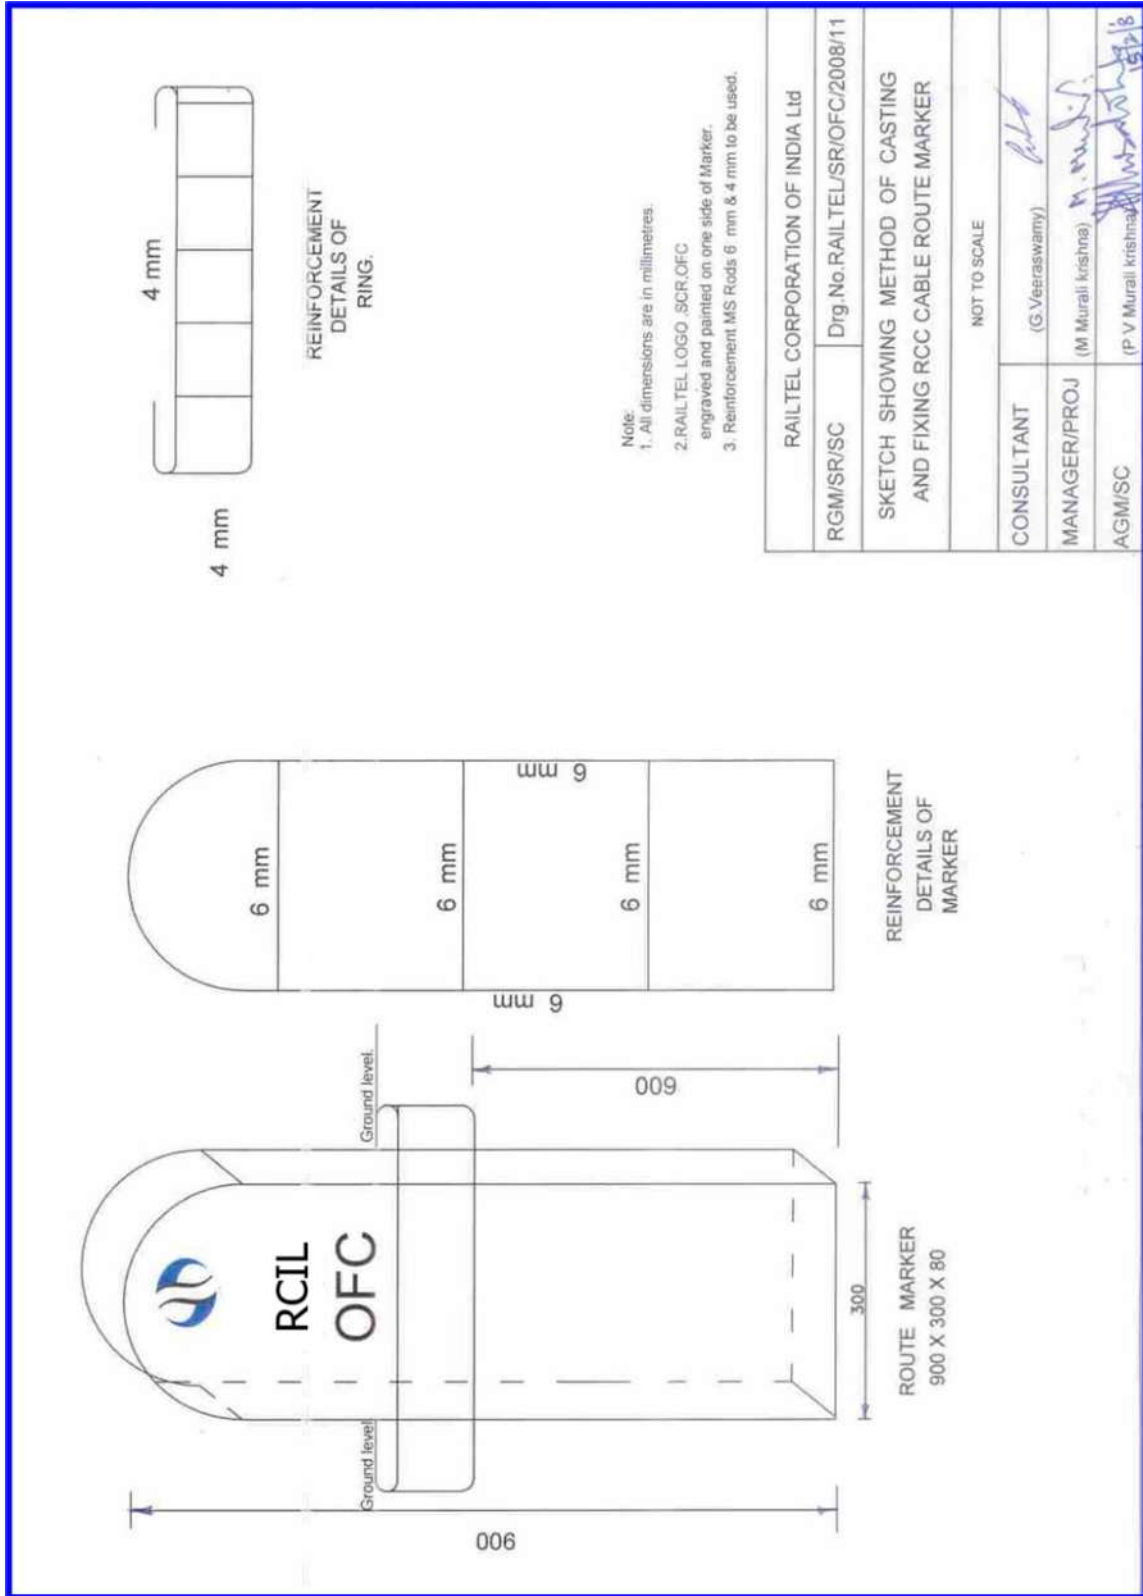 4 mm
4 mm
REINFORCEMENT
DETAILS OF
RING.
Note:
1. All dimensions are in millimetres.
2.RAILTEL LOGO ,SCR,OFC
engraved and painted on one side of Marker.
3. Reinforcement MS Rods 6 mm & 4 mm to be used.
RAILTEL CORPORATION OF INDIA Ltd
RGM/SR/SC Drg.No.RAILTEL/SR/OFC/2008/11
SKETCH SHOWING METHOD OF CASTING
AND FIXING RCC CABLE ROUTE MARKER
NOT TO SCALE
CONSULTANT (G.Veeraswamy)
MANAGER/PROJ (M Murali krishna)
AGM/SC (P V Murali krishna)
6 mm
6 mm
6 mm
6 mm
6 mm
6 mm
REINFORCEMENT
DETAILS OF
MARKER
Ground level
Ground level.
RCIL
OFC
900
600
300
ROUTE MARKER
900 X 300 X 80